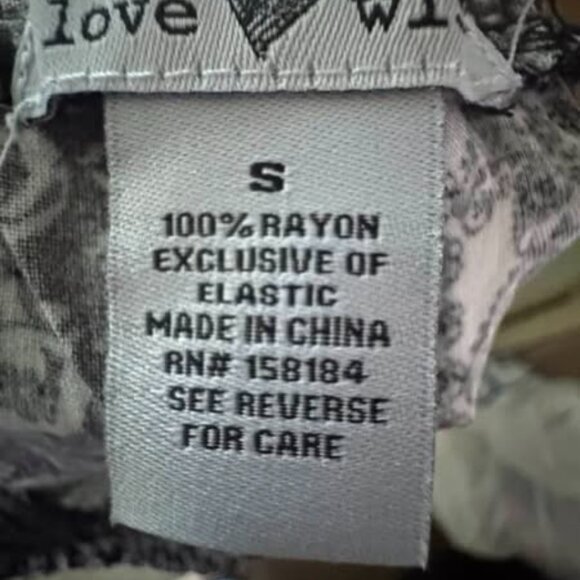 love
S
100% RAYON
EXCLUSIVE OF
ELASTIC
MADE IN CHINA
RN# 158184
SEE REVERSE
FOR CARE